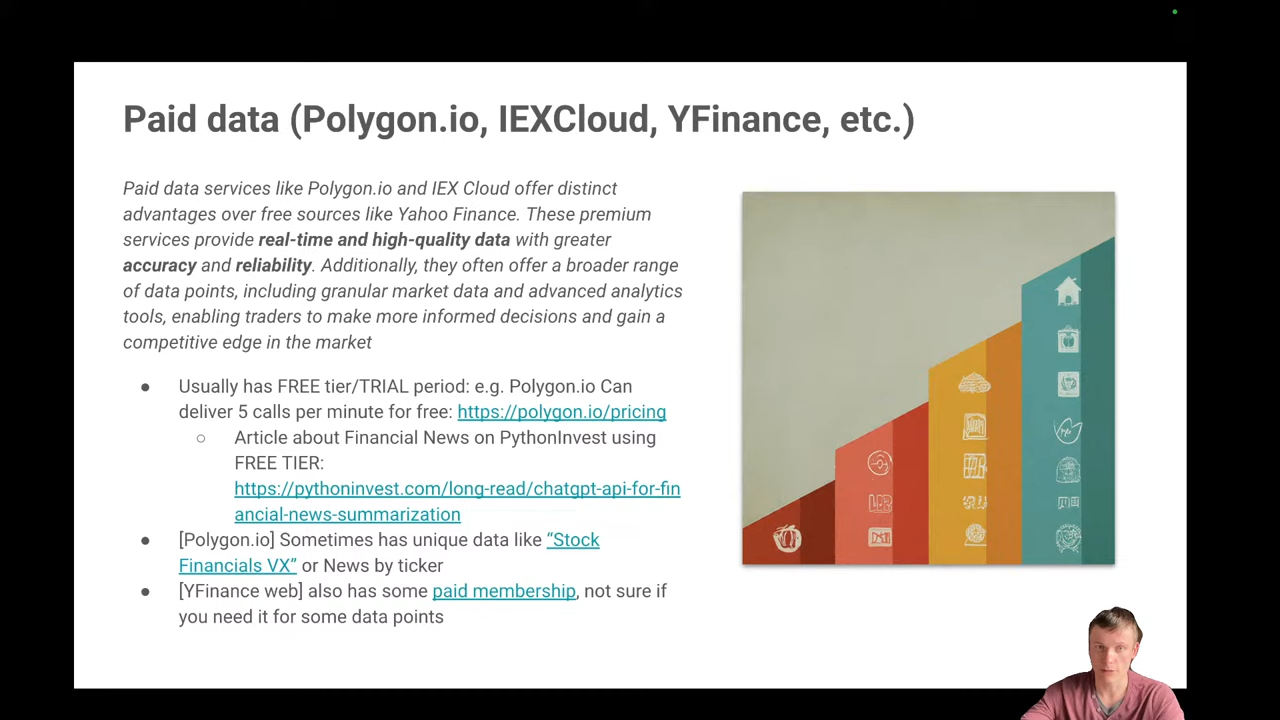 Paid data (Polygon.io, IEXCloud, YFinance, etc.)
Paid data services like Polygon.io and IEX Cloud offer distinct
advantages over free sources like Yahoo Finance. These premium
services provide real-time and high-quality data with greater
accuracy and reliability. Additionally, they often offer a broader range
of data points, including granular market data and advanced analytics
tools, enabling traders to make more informed decisions and gain a
competitive edge in the market
● Usually has FREE tier/TRIAL period: e.g. Polygon.io Can
deliver 5 calls per minute for free: https://polygon.io/pricing
○ Article about Financial News on PythonInvest using
FREE TIER:
https://pythoninvest.com/long-read/chatgpt-api-for-fin
ancial-news-summarization
● [Polygon.io] Sometimes has unique data like “Stock
Financials VX” or News by ticker
● [YFinance web] also has some paid membership, not sure if
you need it for some data points